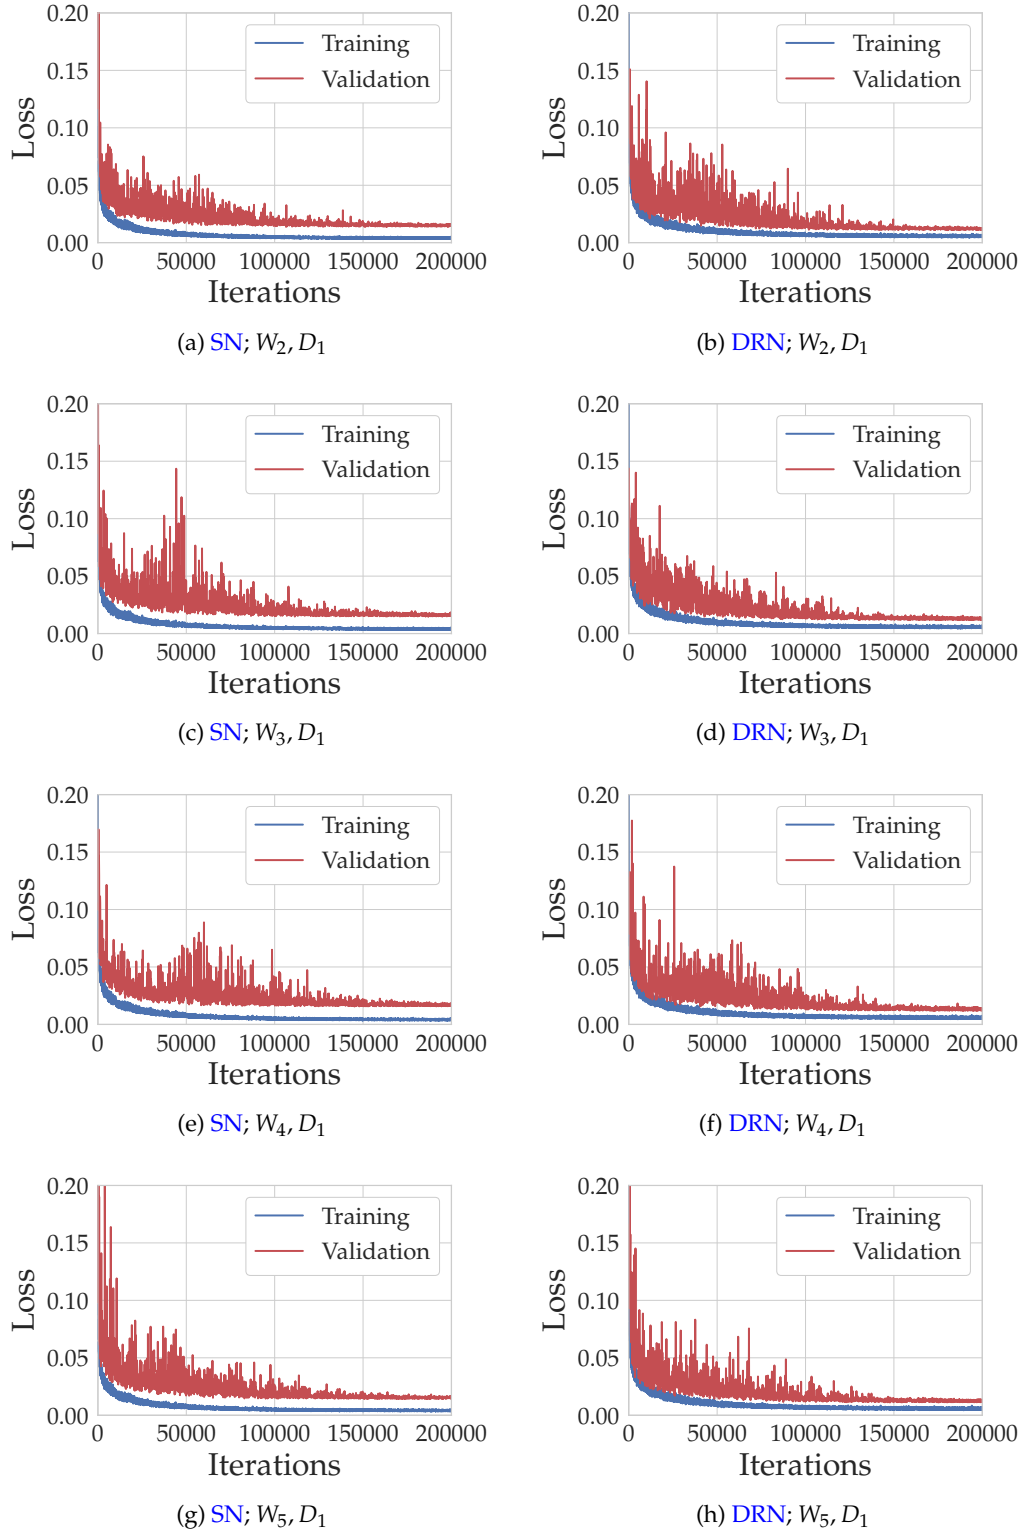 0.20
0.15
0.10
0.05
0.00
Loss
Training
Validation
0 50000 100000 150000 200000
Iterations
(a) SN; W2, D1
0.20
0.15
0.10
0.05
0.00
Loss
Training
Validation
0 50000 100000 150000 200000
Iterations
(b) DRN; W2, D1
0.20
0.15
0.10
0.05
0.00
Loss
Training
Validation
0 50000 100000 150000 200000
Iterations
(c) SN; W3, D1
0.20
0.15
0.10
0.05
0.00
Loss
Training
Validation
0 50000 100000 150000 200000
Iterations
(d) DRN; W3, D1
0.20
0.15
0.10
0.05
0.00
Loss
Training
Validation
0 50000 100000 150000 200000
Iterations
(e) SN; W4, D1
0.20
0.15
0.10
0.05
0.00
Loss
Training
Validation
0 50000 100000 150000 200000
Iterations
(f) DRN; W4, D1
0.20
0.15
0.10
0.05
0.00
Loss
Training
Validation
0 50000 100000 150000 200000
Iterations
(g) SN; W5, D1
0.20
0.15
0.10
0.05
0.00
Loss
Training
Validation
0 50000 100000 150000 200000
Iterations
(h) DRN; W5, D1